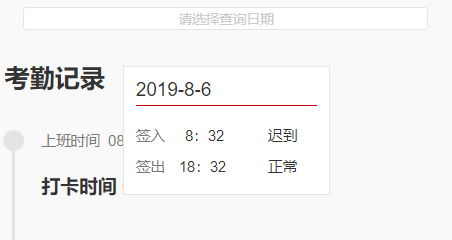 请选择查询日期
考勤记录
2019-8-6
签入 8：32 迟到
上班时间 08
签出 18：32 正常
打卡时间